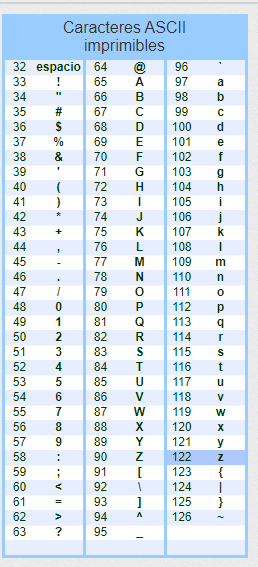 Caracteres ASCII
imprimibles
32 espacio 64 @ 96 `
33 ! 65 A 97 a
34 " 66 B 98 b
35 # 67 C 99 c
36 $ 68 D 100 d
37 % 69 E 101 e
38 & 70 F 102 f
39 ' 71 G 103 g
40 ( 72 H 104 h
41 ) 73 I 105 i
42 * 74 J 106 j
43 + 75 K 107 k
44 , 76 L 108 l
45 - 77 M 109 m
46 . 78 N 110 n
47 / 79 O 111 o
48 0 80 P 112 p
49 1 81 Q 113 q
50 2 82 R 114 r
51 3 83 S 115 s
52 4 84 T 116 t
53 5 85 U 117 u
54 6 86 V 118 v
55 7 87 W 119 w
56 8 88 X 120 x
57 9 89 Y 121 y
58 : 90 Z 122 z
59 ; 91 [ 123 {
60 < 92 \ 124 |
61 = 93 ] 125 }
62 > 94 ^ 126 ~
63 ? 95 _